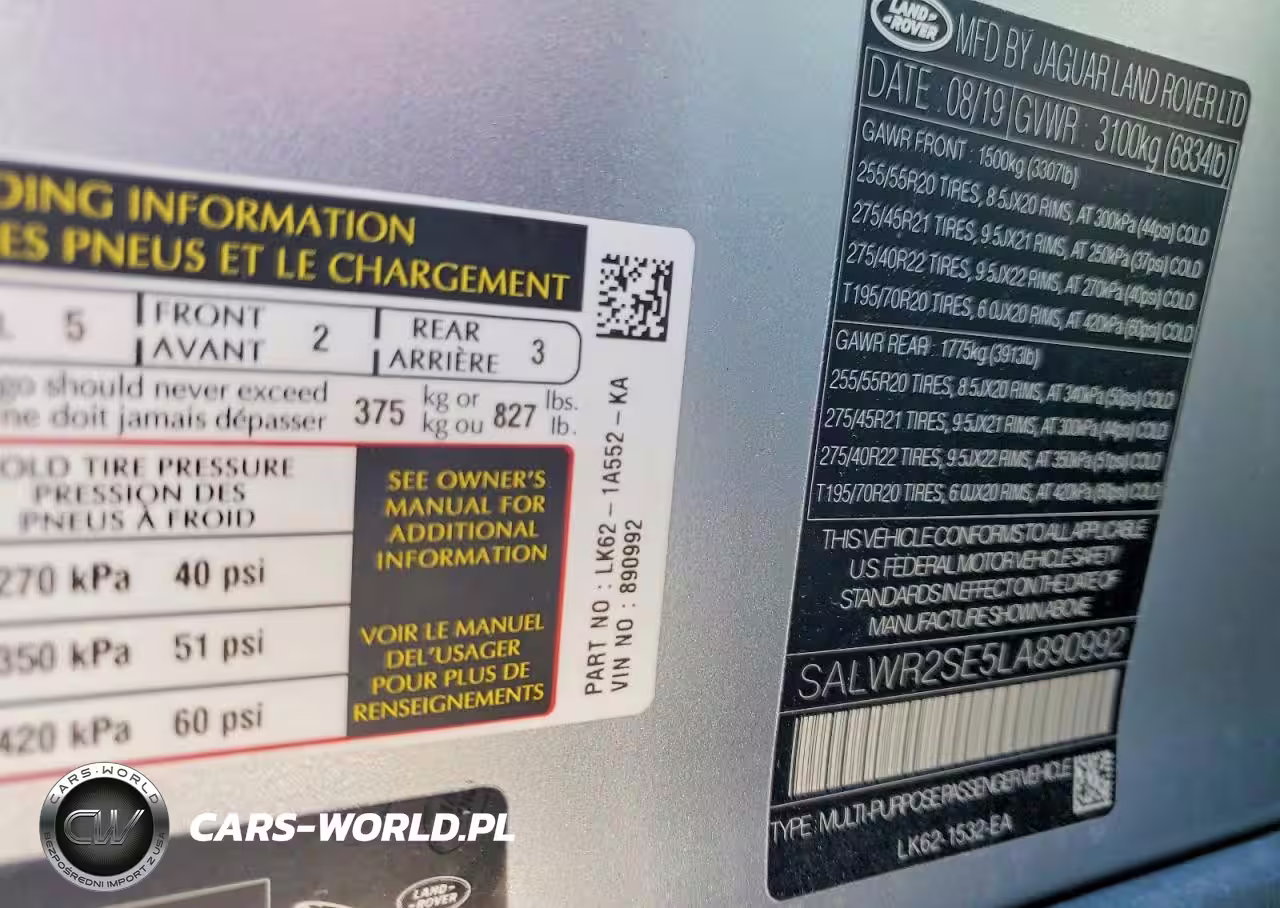 DING INFORMATION
ES PNEUS ET LE CHARGEMENT
5
FRONT
AVANT
2
REAR
ARRIÈRE
3
go should never exceed
ne doit jamais dépasser
375
kg or
kg ou
827
lbs.
lb.
OLD TIRE PRESSURE
PRESSION DES
PNEUS À FROID
270 kPa 40 psi
350 kPa 51 psi
420 kPa 60 psi
SEE OWNER'S
MANUAL FOR
ADDITIONAL
INFORMATION
VOIR LE MANUEL
DEL'USAGER
POUR PLUS DE
RENSEIGNEMENTS
PART NO : LK62 - 1A552 - KA
VIN NO : 890992
LAND
ROVER
MFD BY JAGUAR LAND ROVER LTD
DATE : 08/19 GVWR : 3100kg (6834lb)
GAWR FRONT : 1500kg (3307lb)
255/55R20 TIRES, 8.5JX20 RIMS, AT 300kPa (44psi) COLD
275/45R21 TIRES, 9.5JX21 RIMS, AT 250kPa (37psi) COLD
275/40R22 TIRES, 9.5JX22 RIMS, AT 270kPa (40psi) COLD
T195/70R20 TIRES, 6.0JX20 RIMS, AT 420kPa (60psi) COLD
GAWR REAR : 1775kg (3913lb)
255/55R20 TIRES, 8.5JX20 RIMS, AT 340kPa (50psi) COLD
275/45R21 TIRES, 9.5JX21 RIMS, AT 300kPa (44psi) COLD
275/40R22 TIRES, 9.5JX22 RIMS, AT 350kPa (51psi) COLD
T195/70R20 TIRES, 6.0JX20 RIMS, AT 420kPa (60psi) COLD
THIS VEHICLE CONFORMS TO ALL APPLICABLE
U.S. FEDERAL MOTOR VEHICLE SAFETY
STANDARDS IN EFFECT ON THE DATE OF
MANUFACTURE SHOWN ABOVE
SALWR2SE5LA890992
TYPE : MULTI-PURPOSE PASSENGER VEHICLE
LK62-1532-EA
CARS-WORLD
CW
BEZPOŚREDNI IMPORT Z USA
CARS-WORLD.PL
LAND
ROVER